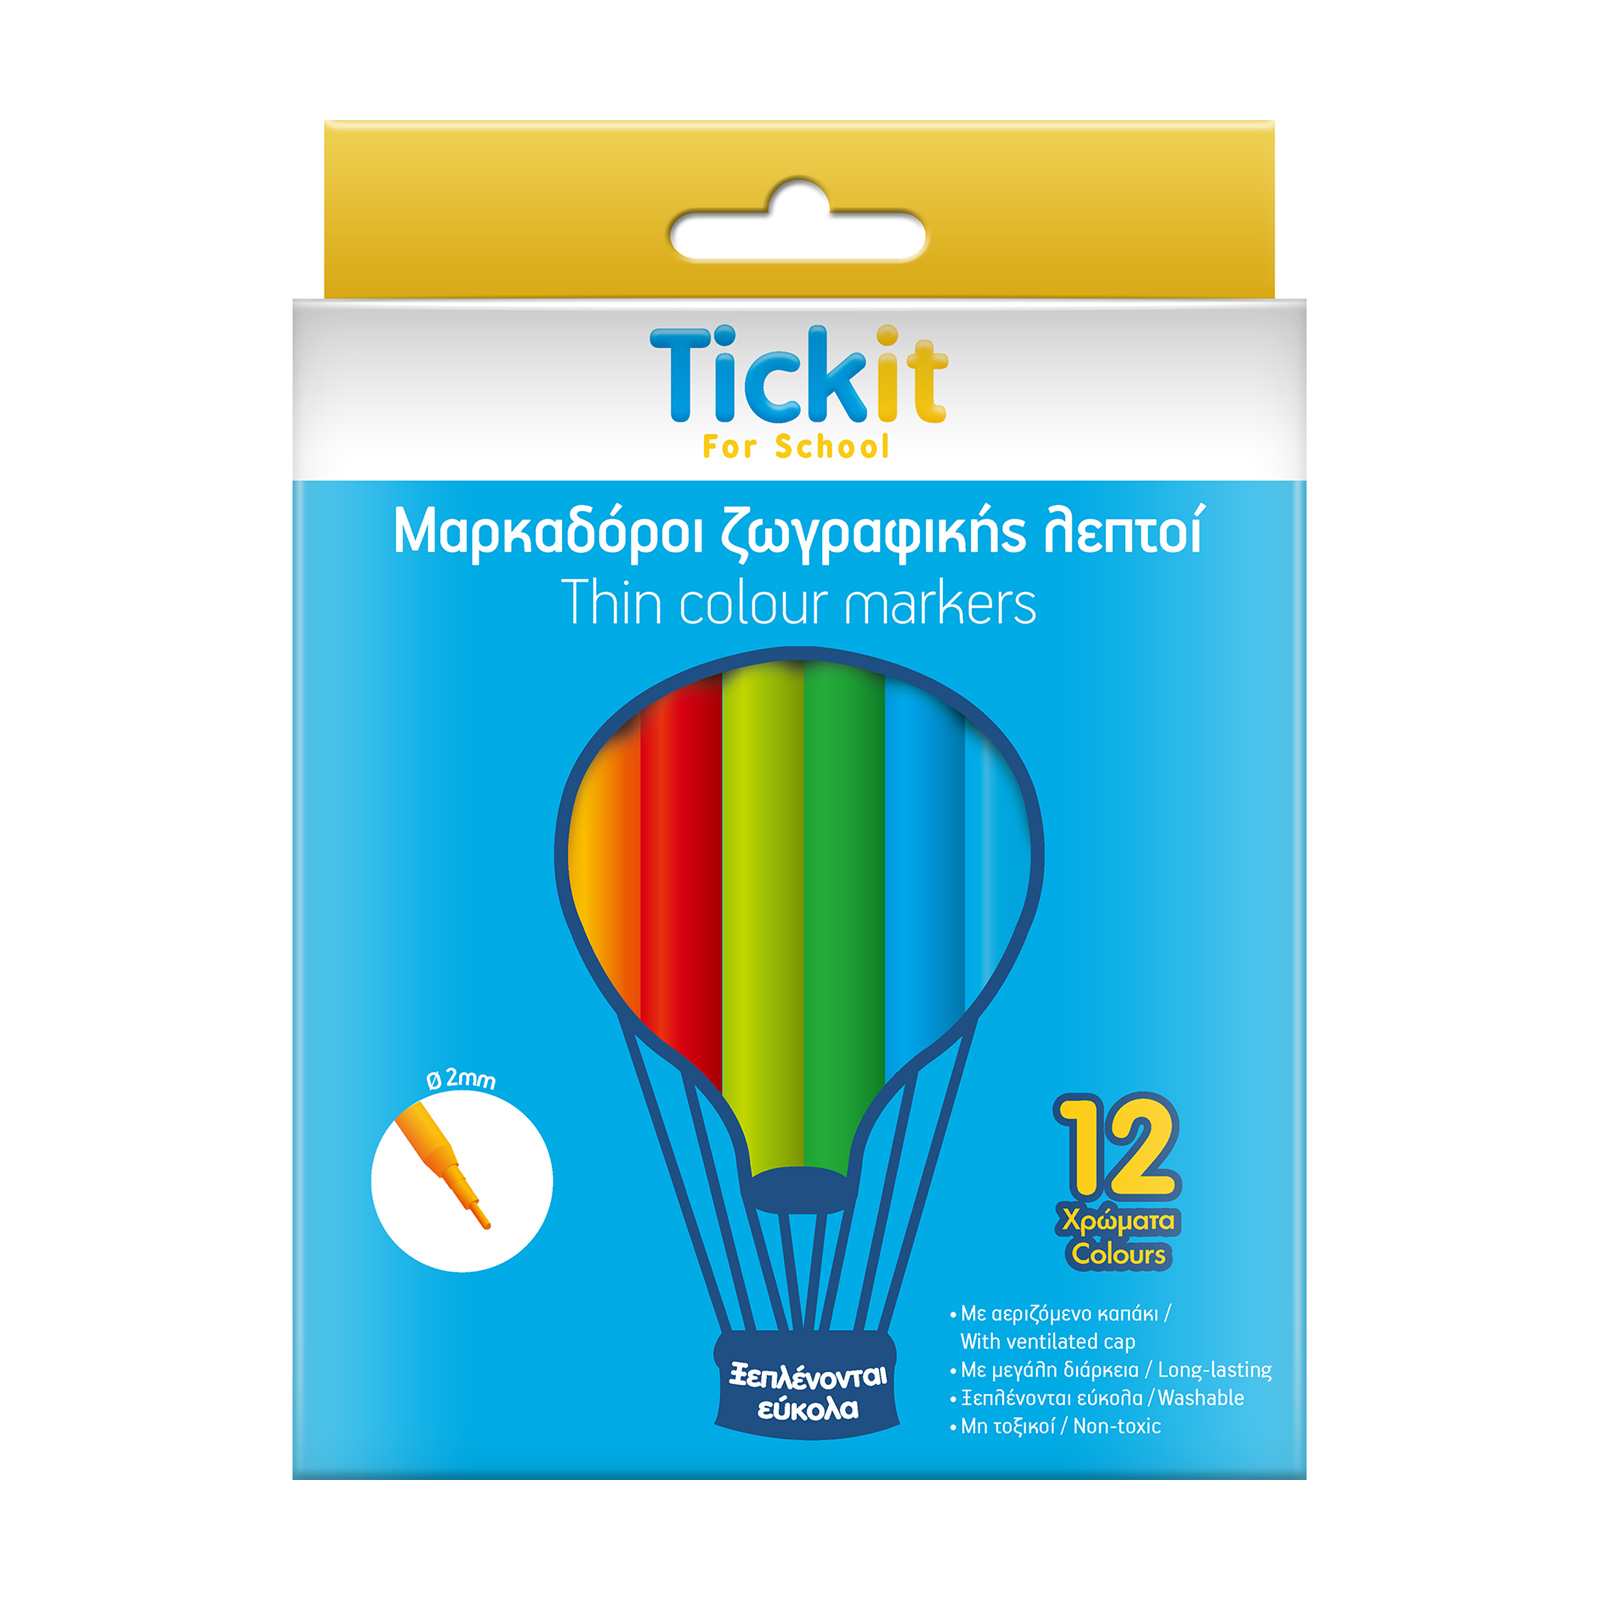 Tickit
For School
Μαρκαδόροι ζωγραφικής λεπτοί
Thin colour markers
Ø 2mm
12
Χρώματα
Colours
• Με αεριζόμενο καπάκι /
With ventilated cap
• Με μεγάλη διάρκεια / Long-lasting
• Ξεπλένονται εύκολα / Washable
• Μη τοξικοί / Non-toxic
Ξεπλένονται
εύκολα